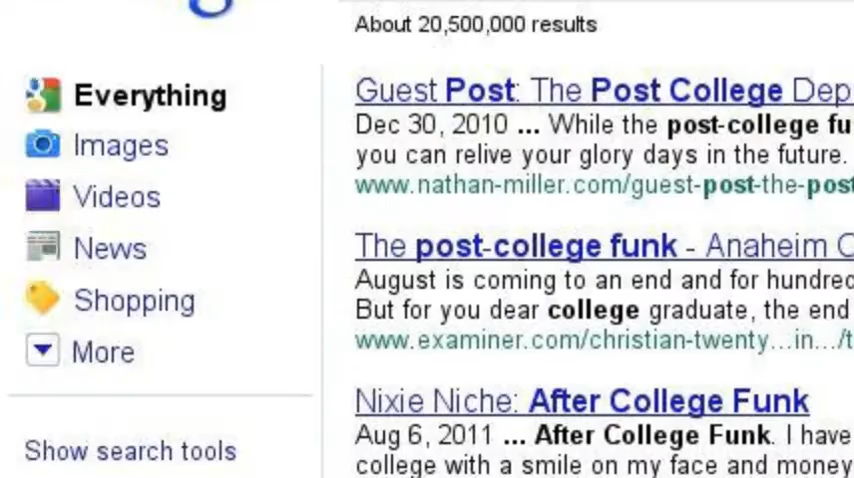 About 20,500,000 results
Everything
Images
Videos
News
Shopping
More
Show search tools
Guest Post: The Post College Dep
Dec 30, 2010 ... While the post-college fu
you can relive your glory days in the future.
www.nathan-miller.com/guest-post-the-post
The post-college funk - Anaheim C
August is coming to an end and for hundred
But for you dear college graduate, the end
www.examiner.com/christian-twenty...in.../t
Nixie Niche: After College Funk
Aug 6, 2011 ... After College Funk. I have
college with a smile on my face and money